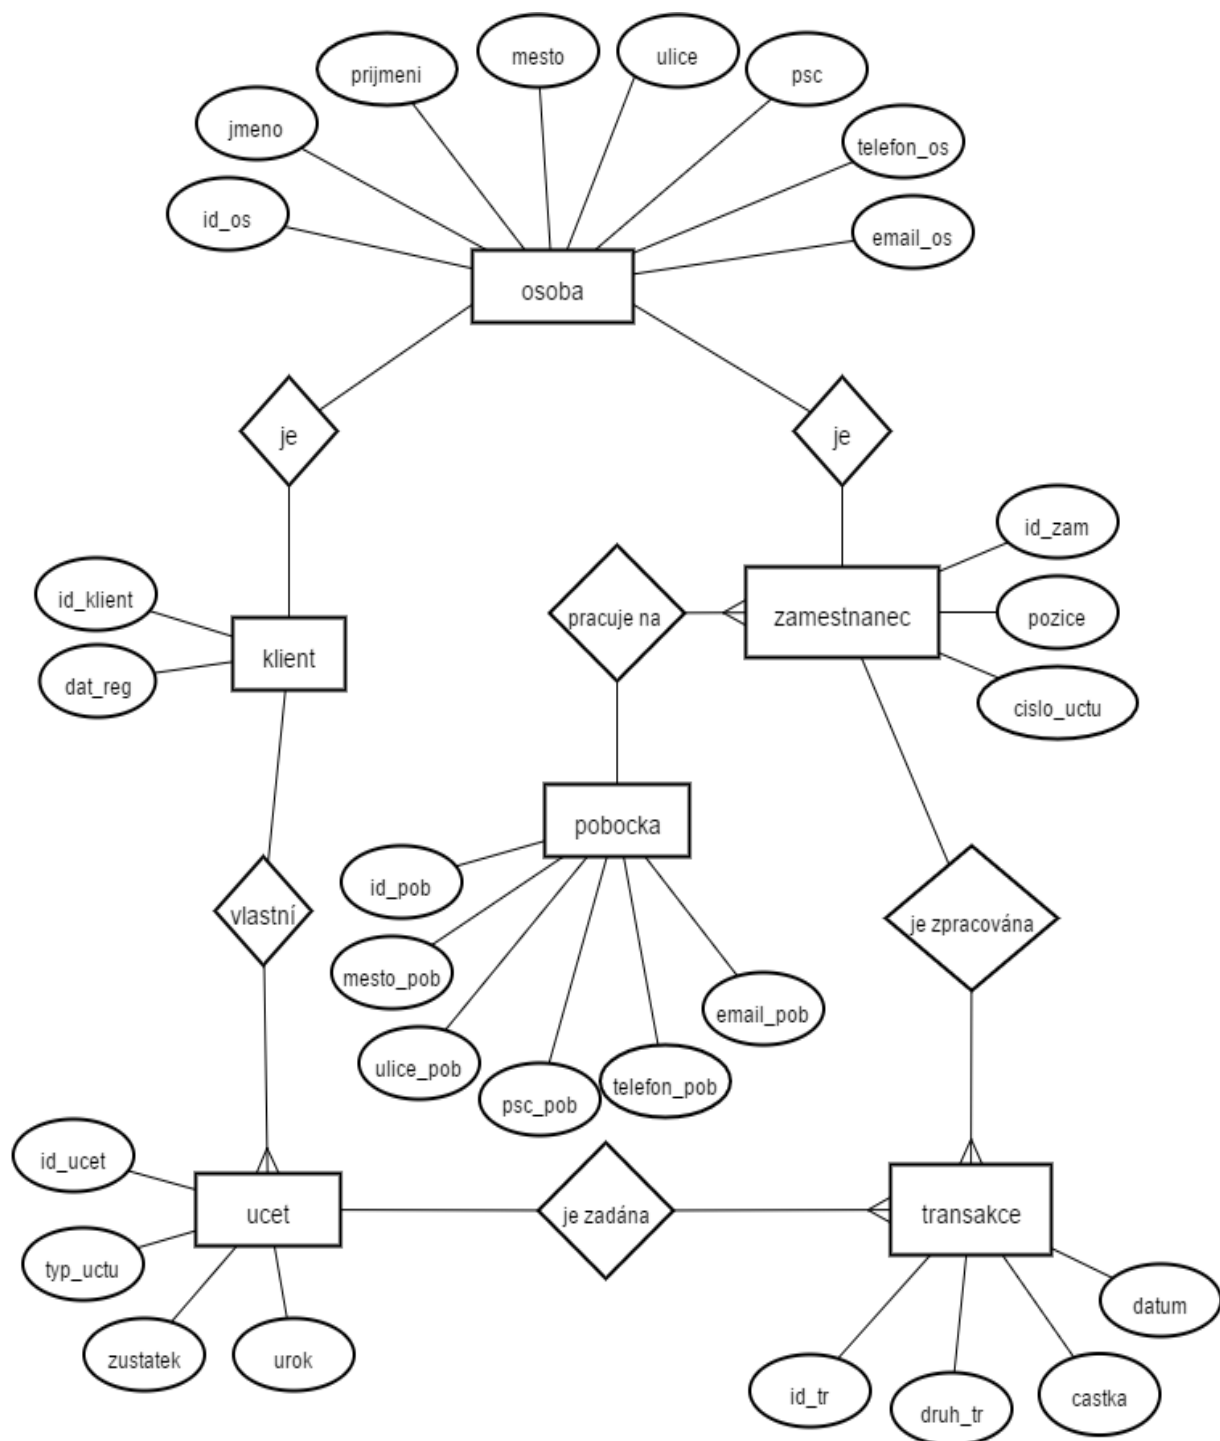 mesto
ulice
prijmeni
psc
jmeno
telefon_os
id_os
email_os
osoba
je
je
id_zam
id_klient
pracuje na
zamestnanec
pozice
klient
dat_reg
cislo_uctu
pobocka
id_pob
vlastní
je zpracována
mesto_pob
email_pob
ulice_pob
telefon_pob
psc_pob
id_ucet
ucet
je zadána
transakce
typ_uctu
datum
zustatek
urok
id_tr
castka
druh_tr